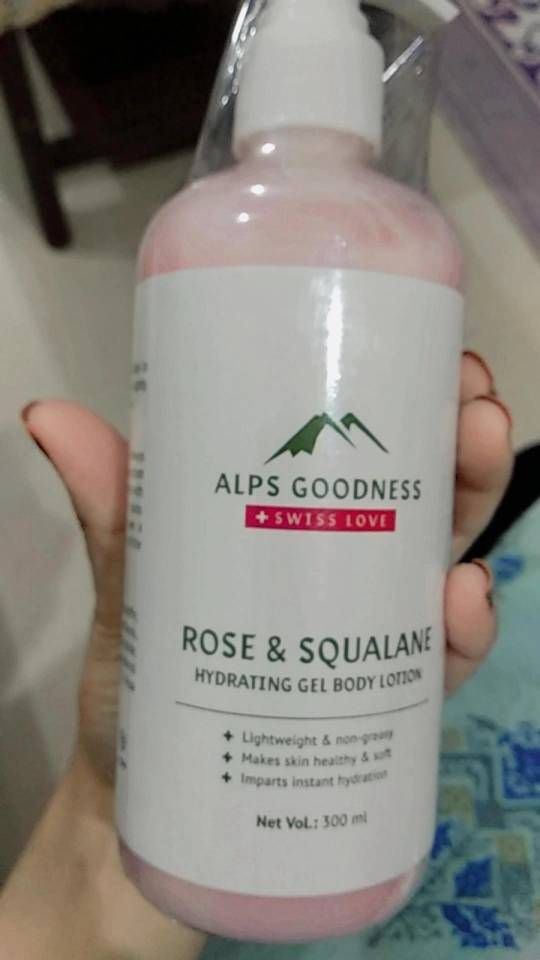 ALPS GOODNESS
+ SWISS LOVE
ROSE & SQUALANE
HYDRATING GEL BODY LOTION
+ Lightweight & non-greasy
+ Makes skin healthy & soft
+ Imparts instant hydration
Net Vol.: 300 ml